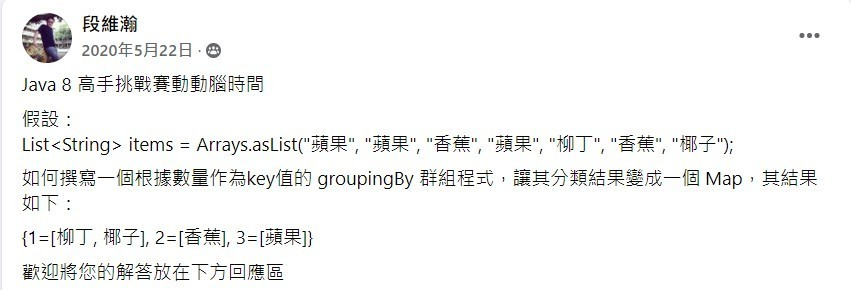 段維瀚
2020年5月22日 ·
Java 8 高手挑戰賽動動腦時間
假設：
List<String> items = Arrays.asList("蘋果", "蘋果", "香蕉", "蘋果", "柳丁", "香蕉", "椰子");
如何撰寫一個根據數量作為key值的 groupingBy 群組程式，讓其分類結果變成一個 Map，其結果
如下：
{1=[柳丁, 椰子], 2=[香蕉], 3=[蘋果]}
歡迎將您的解答放在下方回應區